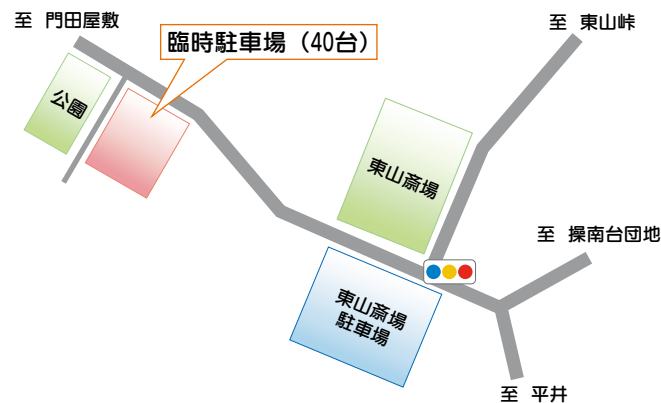 至 門田屋敷
臨時駐車場（40台）
至 東山峠
公園
東山斎場
至 操南台団地
東山斎場
駐車場
至 平井